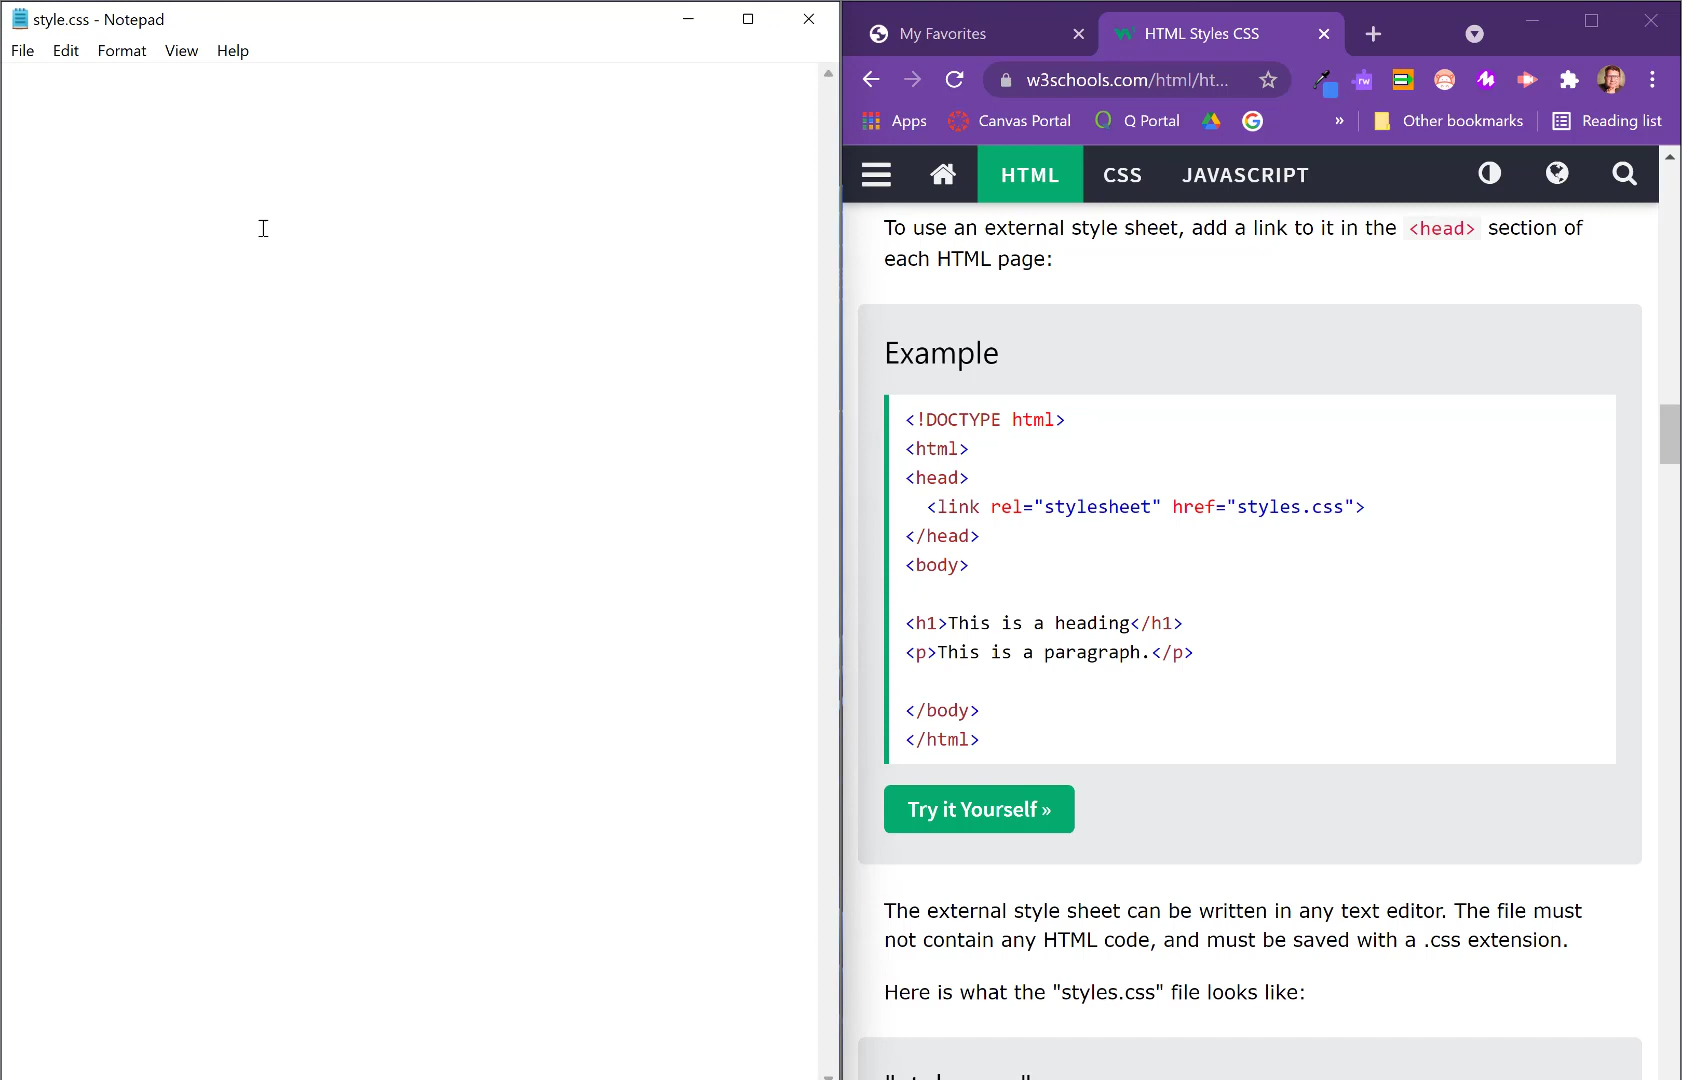 style.css - Notepad
File Edit Format View Help
My Favorites
HTML Styles CSS
w3schools.com/html/ht...
rw
Apps
Canvas Portal
Q Portal
»
Other bookmarks
Reading list
HTML
CSS
JAVASCRIPT
To use an external style sheet, add a link to it in the <head> section of
each HTML page:
Example
<!DOCTYPE html>
<html>
<head>
<link rel="stylesheet" href="styles.css">
</head>
<body>
<h1>This is a heading</h1>
<p>This is a paragraph.</p>
</body>
</html>
Try it Yourself »
The external style sheet can be written in any text editor. The file must
not contain any HTML code, and must be saved with a .css extension.
Here is what the "styles.css" file looks like: